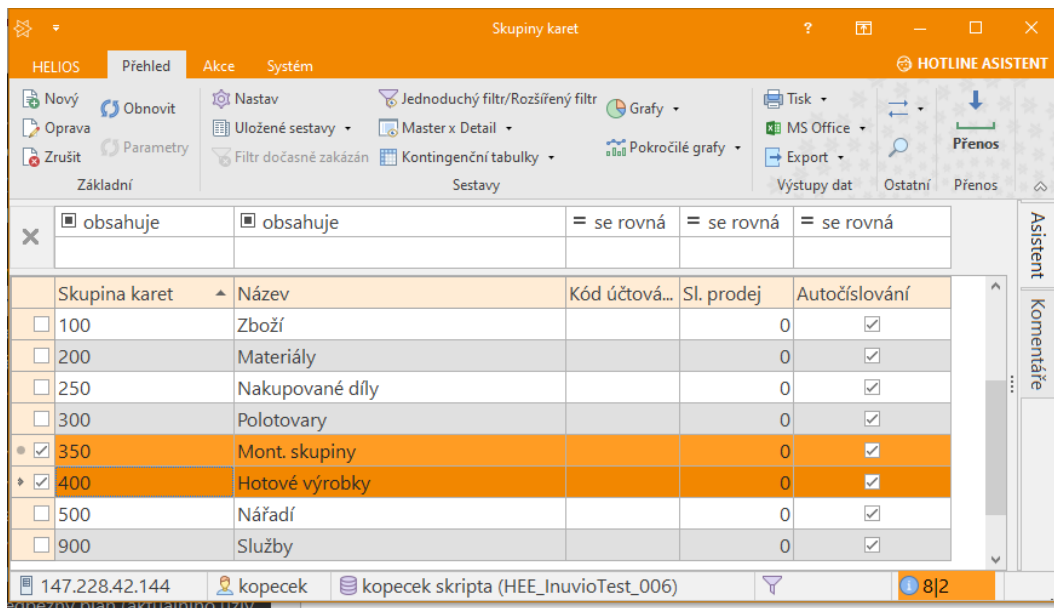 Skupiny karet
HELIOS Přehled Akce Systém HOTLINE ASISTENT
Nový Obnovit Nastav Jednoduchý filtr/Rozšířený filtr Grafy Tisk
Oprava Uložené sestavy Master x Detail MS Office Přenos
Zrušit Parametry Filtr dočasně zakázán Kontingenční tabulky Pokročilé grafy Export
Základní Sestavy Výstupy dat Ostatní Přenos
obsahuje obsahuje = se rovná = se rovná = se rovná
Asistent
Komentáře
Skupina karet Název Kód účtová... Sl. prodej Autočíslování
100 Zboží 0
200 Materiály 0
250 Nakupované díly 0
300 Polotovary 0
350 Mont. skupiny 0
400 Hotové výrobky 0
500 Nářadí 0
900 Služby 0
147.228.42.144 kopecek kopecek skripta (HEE_InuvioTest_006) 8|2